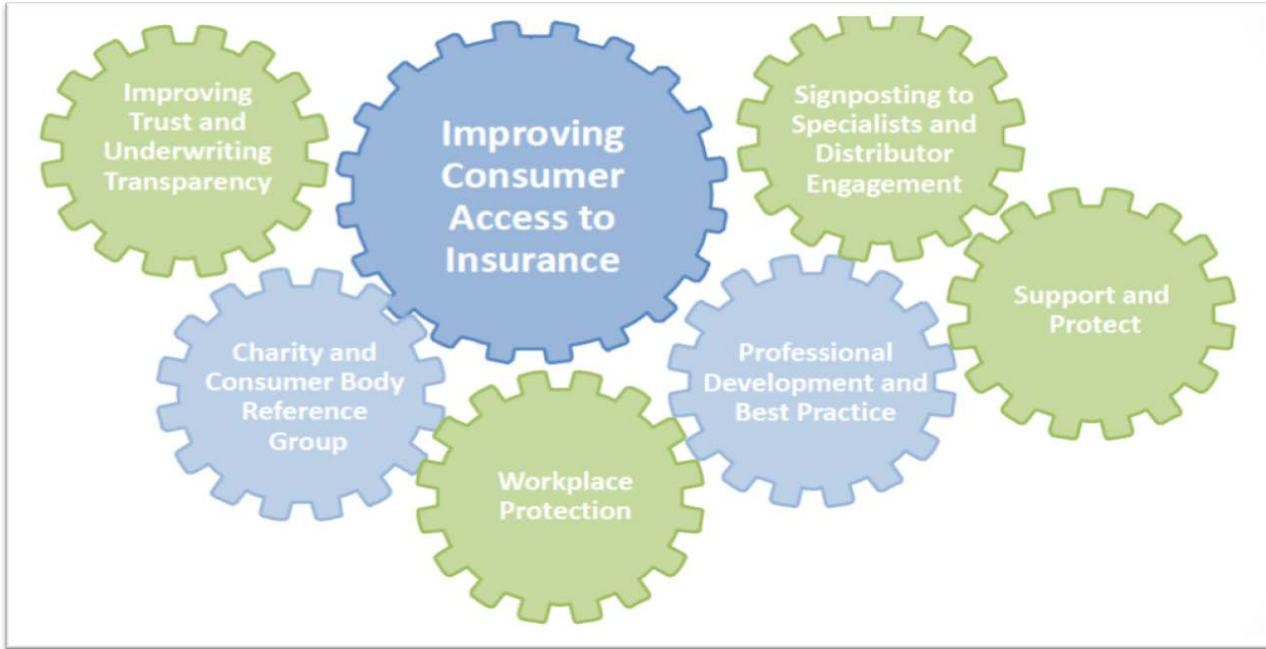 Improving
Trust and
Underwriting
Transparency
Improving
Consumer
Access to
Insurance
Signposting to
Specialists and
Distributor
Engagement
Support and
Protect
Charity and
Consumer Body
Reference
Group
Professional
Development and
Best Practice
Workplace
Protection